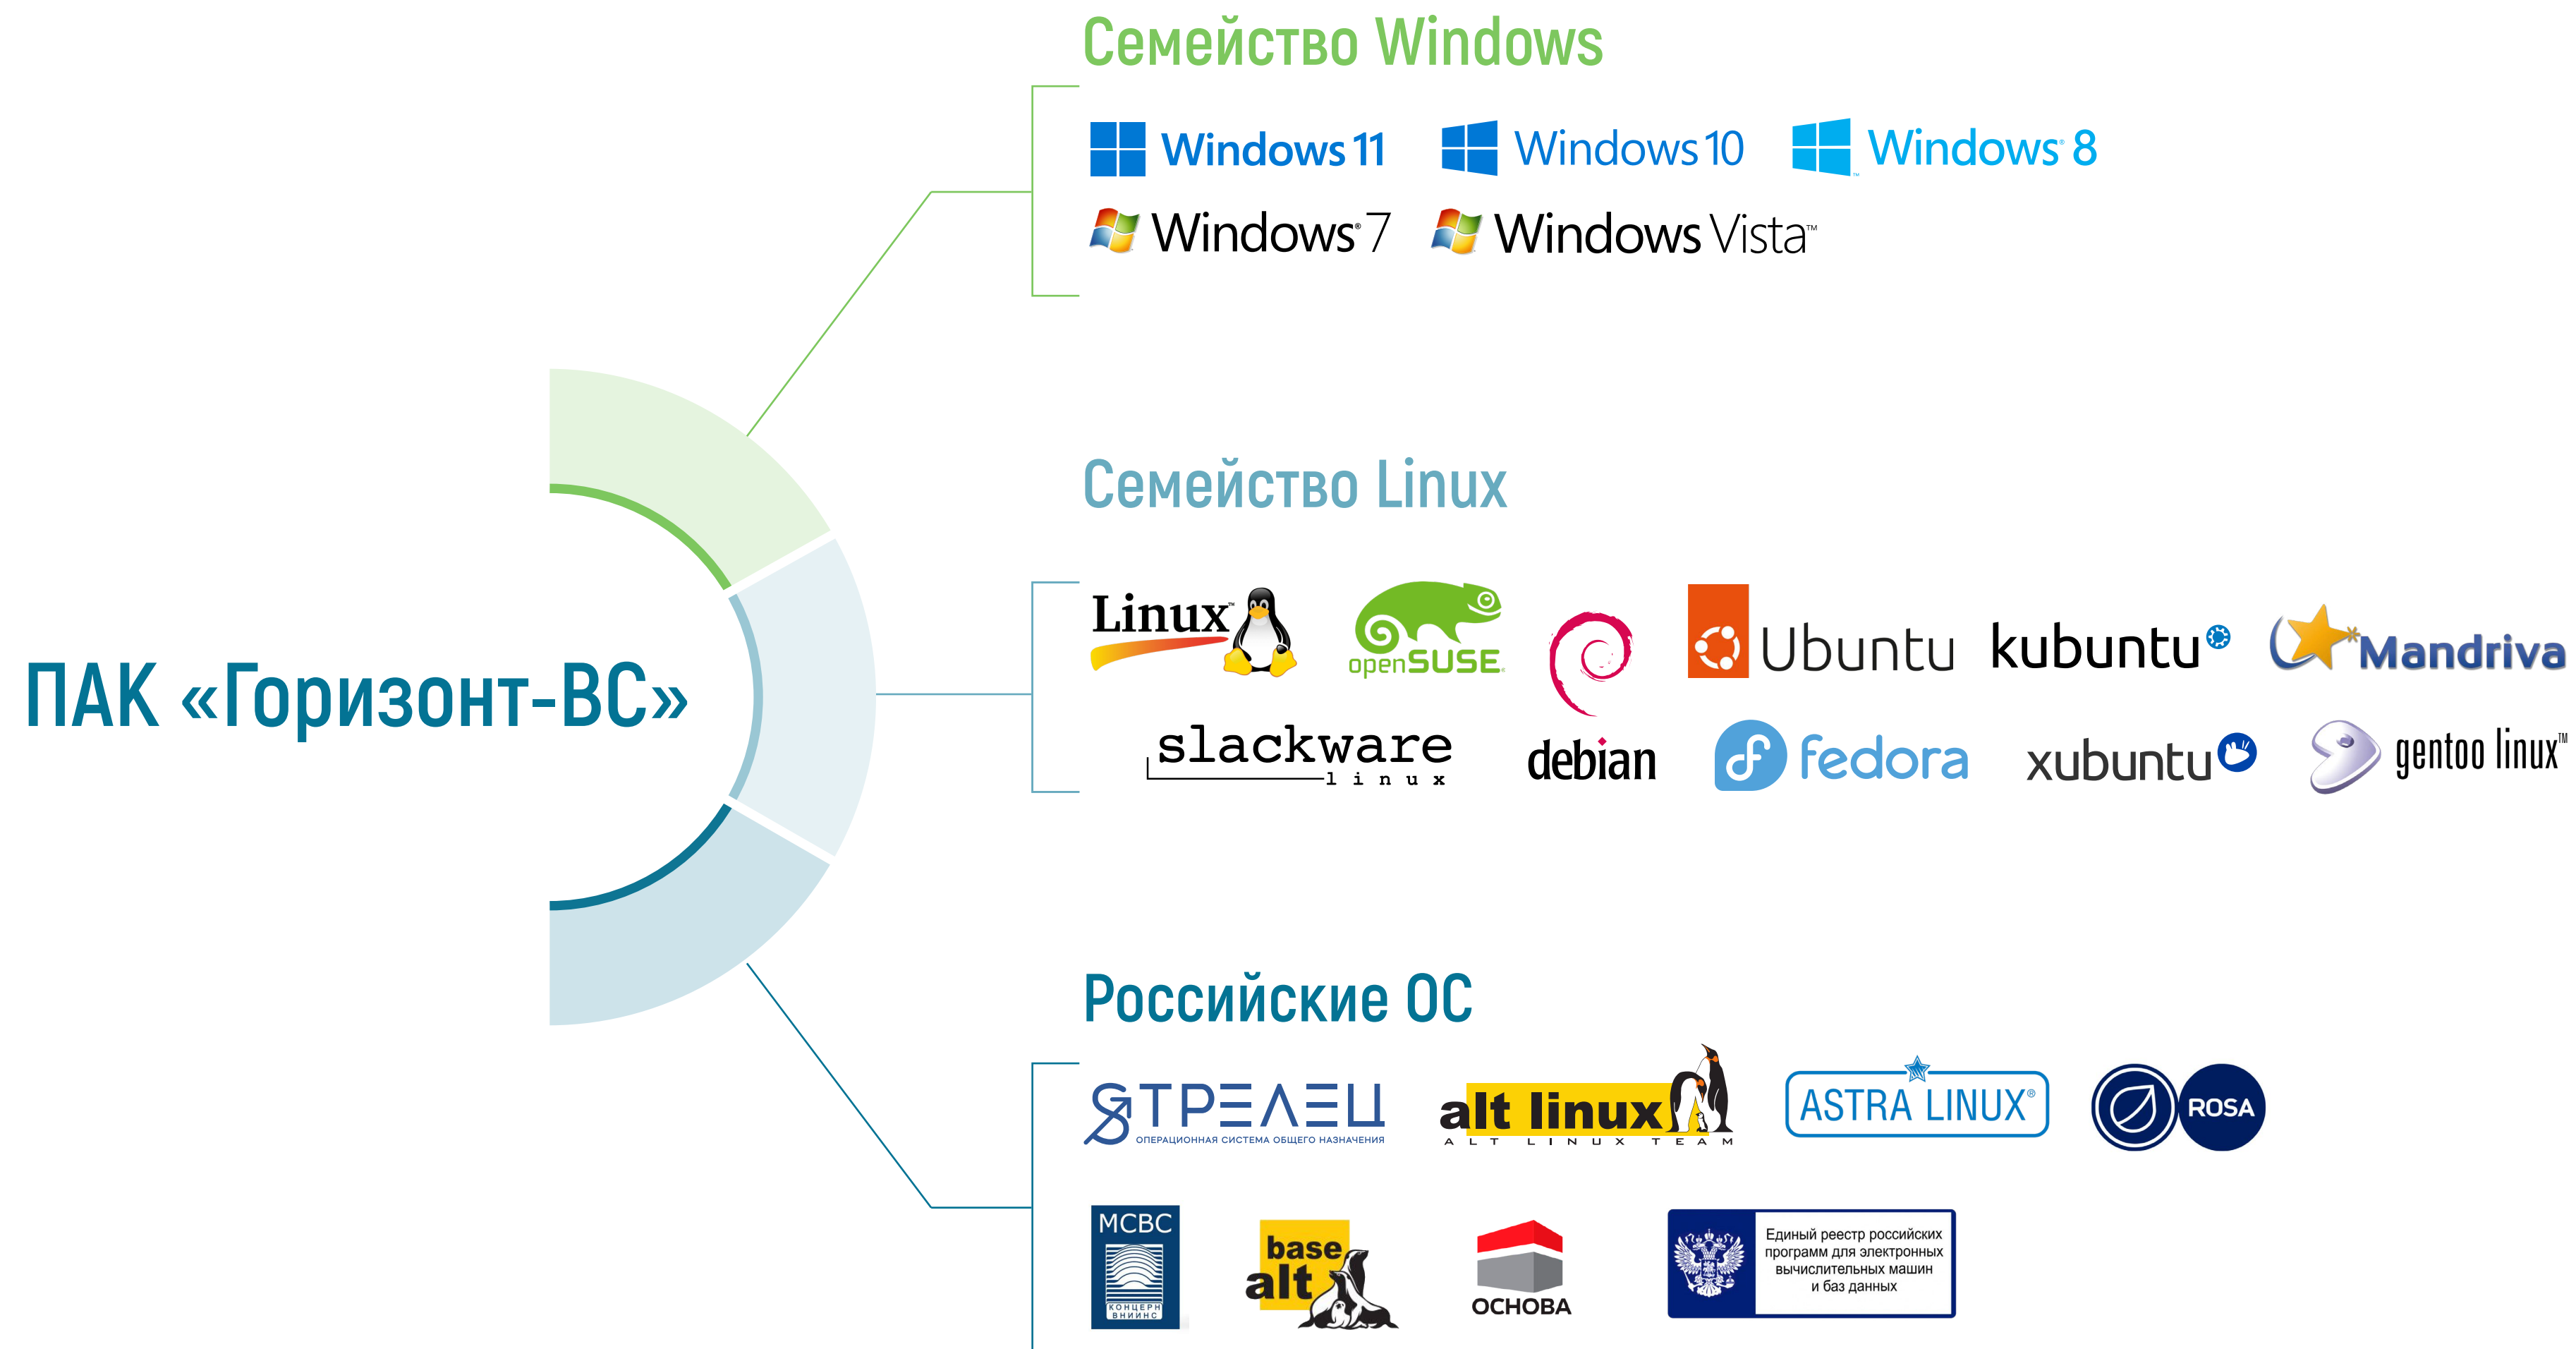 Семейство Windows
Windows 11
Windows 10
Windows® 8
Windows® 7
Windows Vista™
ПАК «Горизонт-ВС»
Семейство Linux
Linux™
openSUSE
Ubuntu
kubuntu
Mandriva
slackware
linux
debian
fedora
xubuntu
gentoo linux™
Российские ОС
СТРЕЛЕЦ
ОПЕРАЦИОННАЯ СИСТЕМА ОБЩЕГО НАЗНАЧЕНИЯ
alt linux
ALT LINUX TEAM
ASTRA LINUX®
ROSA
МСВС
КОНЦЕРН
ВНИИНС
base
alt
ОСНОВА
Единый реестр российских
программ для электронных
вычислительных машин
и баз данных